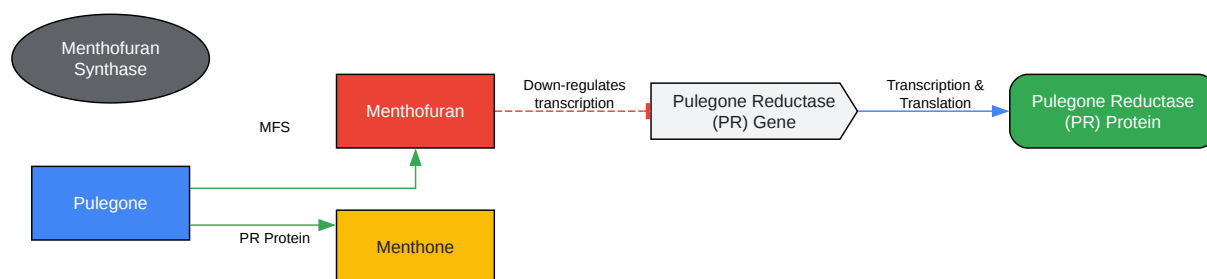 Menthofuran
Synthase
MFS
Menthofuran
Down-regulates
transcription
Pulegone Reductase
(PR) Gene
Transcription &
Translation
Pulegone Reductase
(PR) Protein
Pulegone
PR Protein
Menthone